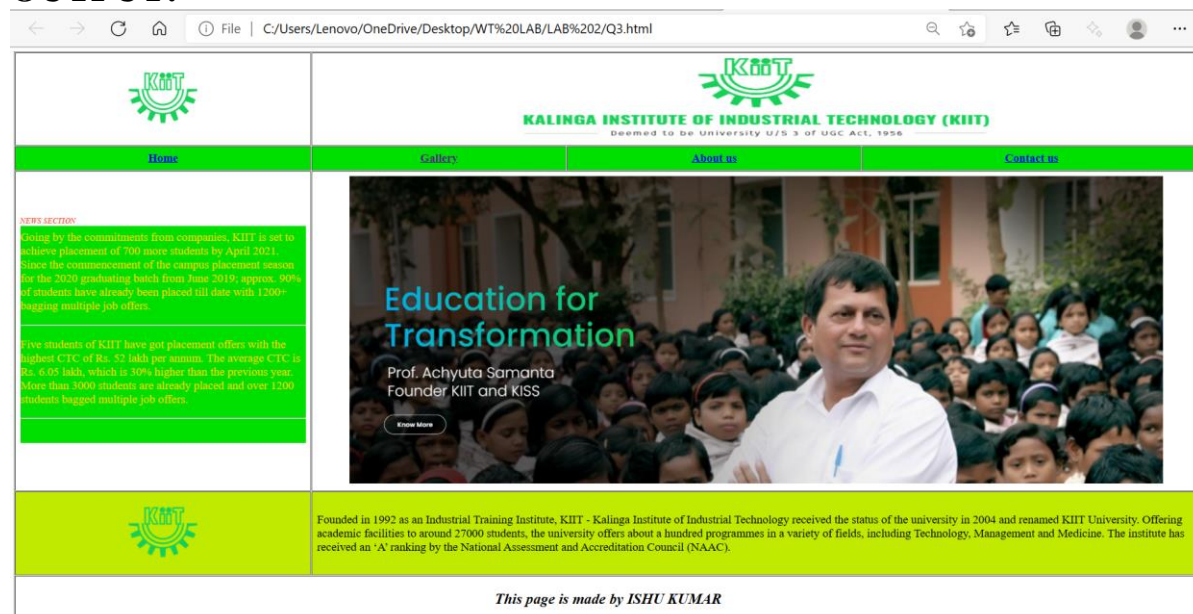 File | C:/Users/Lenovo/OneDrive/Desktop/WT%20LAB/LAB%202/Q3.html
KIIT
KIIT
KALINGA INSTITUTE OF INDUSTRIAL TECHNOLOGY (KIIT)
Deemed to be University U/S 3 of UGC Act, 1956
Home Gallery About us Contact us
NEWS SECTION
Going by the commitments from companies, KIIT is set to
achieve placement of 700 more students by April 2021.
Since the commencement of the campus placement season
for the 2020 graduating batch from June 2019; approx. 90%
of students have already been placed till date with 1200+
bagging multiple job offers.
Five students of KIIT have got placement offers with the
highest CTC of Rs. 52 lakh per annum. The average CTC is
Rs. 6.05 lakh, which is 30% higher than the previous year.
More than 3000 students are already placed and over 1200
students bagged multiple job offers.
Education for
Transformation
Prof. Achyuta Samanta
Founder KIIT and KISS
Know More
KIIT
Founded in 1992 as an Industrial Training Institute, KIIT - Kalinga Institute of Industrial Technology received the status of the university in 2004 and renamed KIIT University. Offering
academic facilities to around 27000 students, the university offers about a hundred programmes in a variety of fields, including Technology, Management and Medicine. The institute has
received an ‘A’ ranking by the National Assessment and Accreditation Council (NAAC).
This page is made by ISHU KUMAR